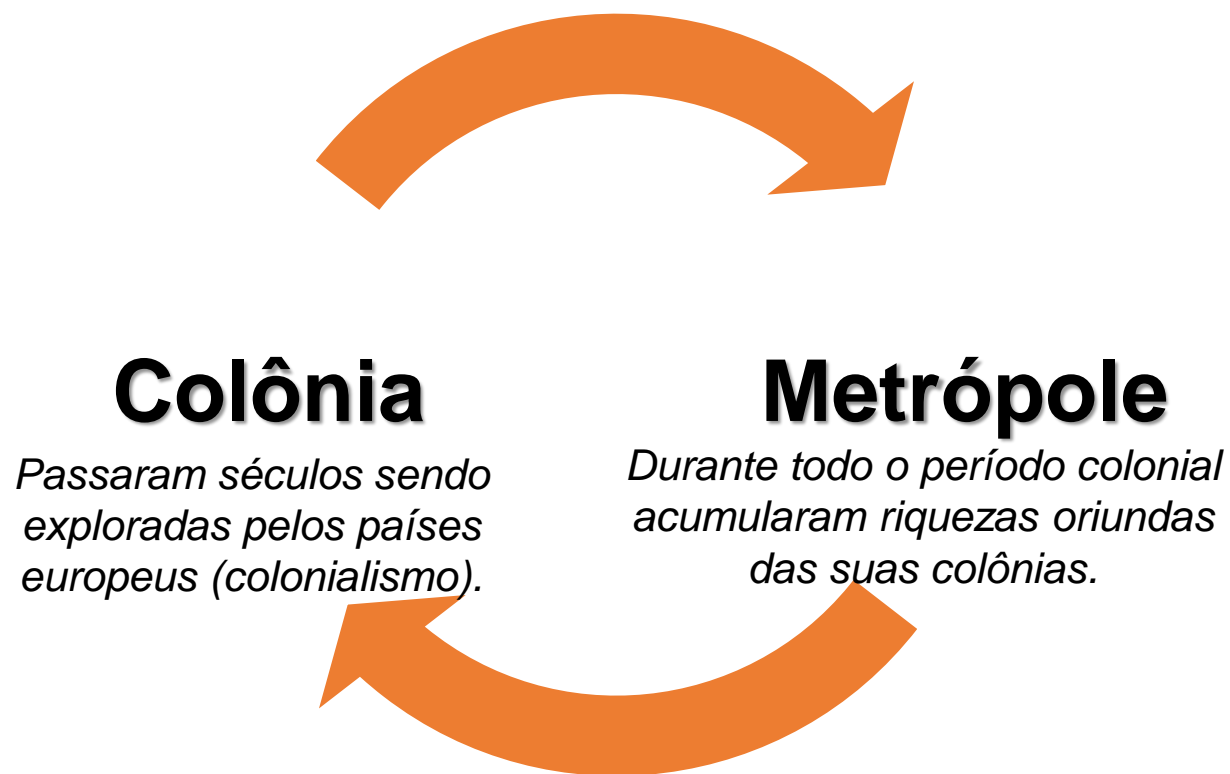 Colônia
Passaram séculos sendo
exploradas pelos países
europeus (colonialismo).
Metrópole
Durante todo o período colonial
acumularam riquezas oriundas
das suas colônias.